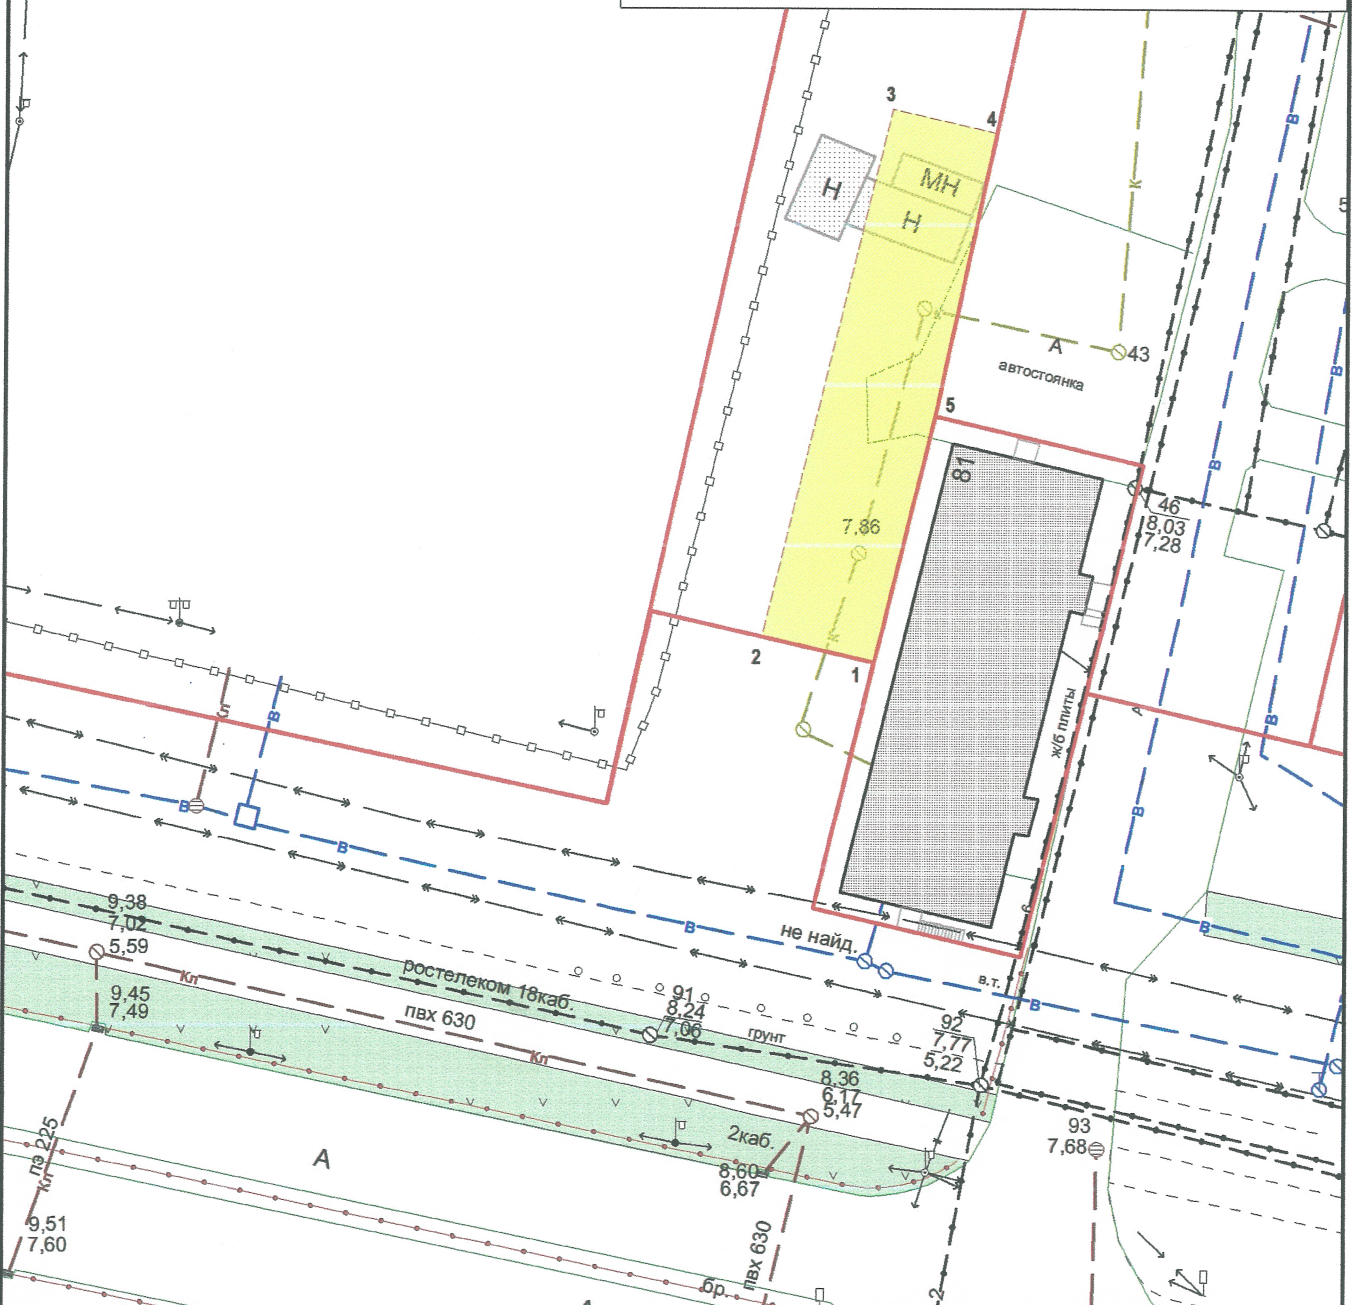 3
4
МН
Н
Н
К
В
5
к
А
43
автостоянка
В
5
81
В
46
8,03
7,28
7,86
К
2
1
ж/б плиты
А
Кл
В
В
В
В
9,38
7,02
5,59
В
не найд.
В
6
Кл
ростелеком 18каб.
9,45
7,49
пвх 630
91
8,24
7,06
грунт
в.т.
В
92
7,77
5,22
Кл
8,36
6,17
5,47
2каб.
93
7,68
8,60
6,67
пэ 225
Кл
А
9,51
7,60
пвх 630
бр.
2